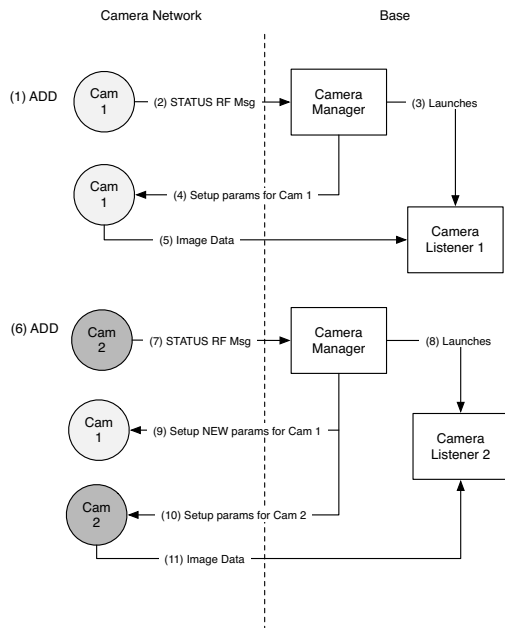 Camera Network
Base
(1) ADD
Cam
1
(2) STATUS RF Msg
Camera
Manager
(3) Launches
Cam
1
(4) Setup params for Cam 1
(5) Image Data
Camera
Listener 1
(6) ADD
Cam
2
(7) STATUS RF Msg
Camera
Manager
(8) Launches
Cam
1
(9) Setup NEW params for Cam 1
Camera
Listener 2
Cam
2
(10) Setup params for Cam 2
(11) Image Data